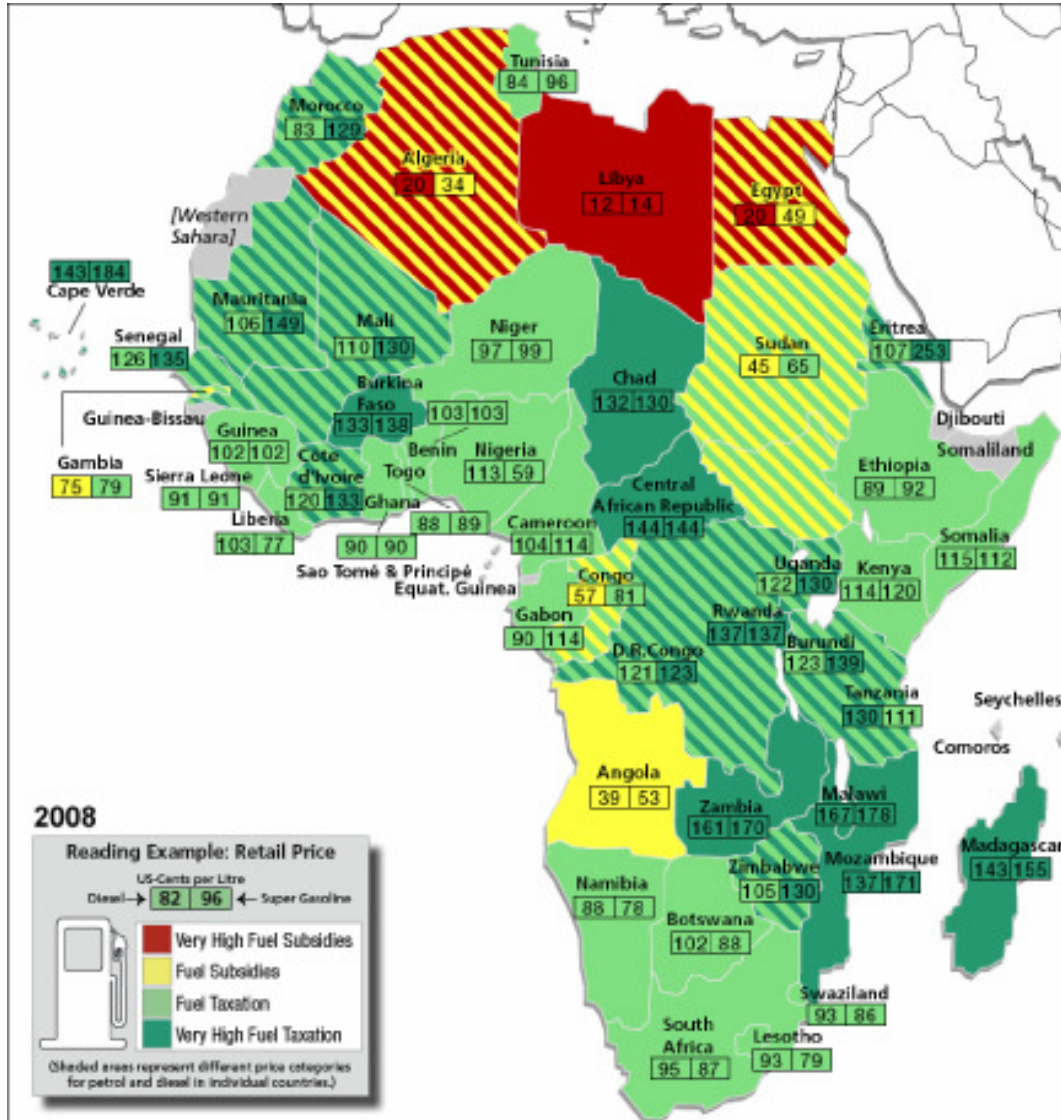 Tunisia
84 96
Morocco
83 129
Algeria
20 34
Libya
12 14
Egypt
20 49
[Western
Sahara]
143 184
Cape Verde
Mauritania
106 149
Mali
110 130
Niger
97 99
Senegal
126 135
Sudan
45 65
Eritrea
107 253
Chad
132 130
Burkina
Faso
133 138
103 103
Benin
Guinea-Bissau
Guinea
102 102
Djibouti
Somaliland
Gambia
75 79
Sierra Leone
91 91
Côte
d'Ivoire
120 133
Togo
Nigeria
113 59
Ethiopia
89 92
Ghana
Liberia
103 77
88 89
90 90
Central
African Republic
144 144
Cameroon
104 114
Somalia
115 112
Sao Tomé & Principé
Equat. Guinea
Congo
57 81
Uganda
122 130
Kenya
114 120
Gabon
90 114
Rwanda
137 137
D.R.Congo
121 123
Burundi
123 139
Tanzania
130 111
Seychelles
Comoros
Angola
39 53
Zambia
161 170
Malawi
167 178
Madagascar
143 155
Zimbabwe
105 130
Mozambique
137 171
Namibia
88 78
Botswana
102 88
Swaziland
93 86
South
Africa
95 87
Lesotho
93 79
2008
Reading Example: Retail Price
US-Cents per Litre
Diesel 82 96 Super Gasoline
Very High Fuel Subsidies
Fuel Subsidies
Fuel Taxation
Very High Fuel Taxation
(Shaded areas represent different price categories
for petrol and diesel in individual countries.)